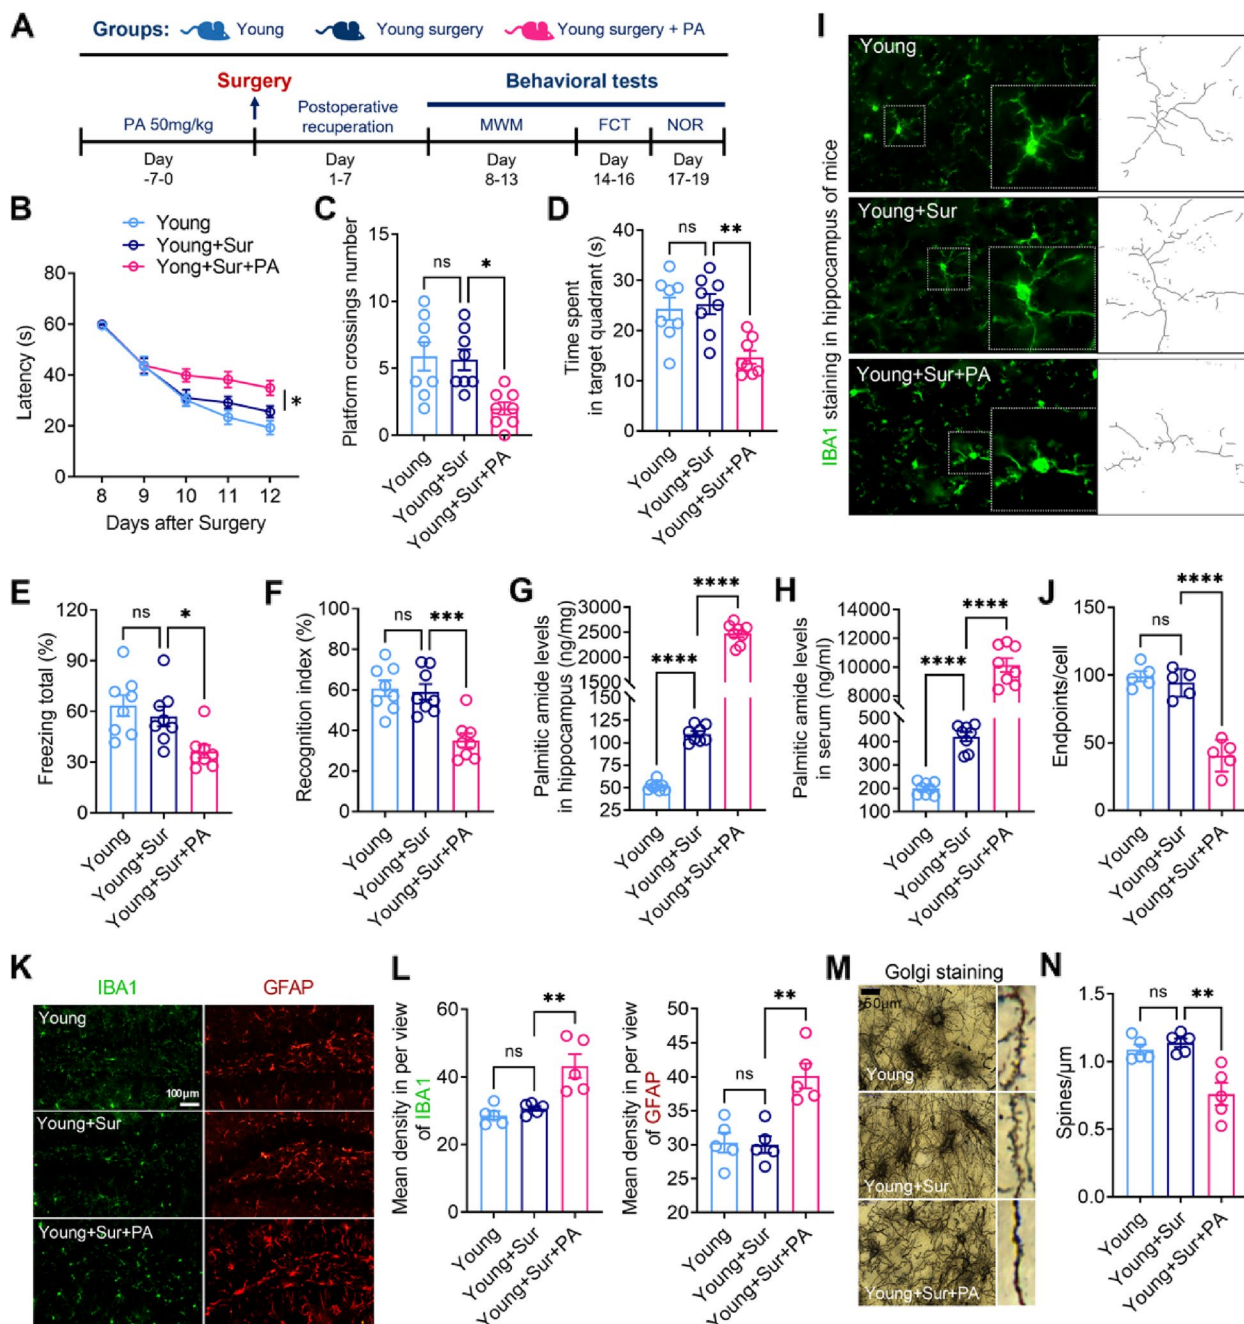 A
Groups: Young Young surgery Young surgery + PA
Surgery
Behavioral tests
PA 50mg/kg
Postoperative
recuperation
MWM
FCT
NOR
Day
-7-0
Day
1-7
Day
8-13
Day
14-16
Day
17-19
B
Young
Young+Sur
Yong+Sur+PA
Latency (s)
80
60
40
20
0
*
8 9 10 11 12
Days after Surgery
C
Platform crossings number
15
10
5
0
ns
*
Young
Young+Sur
Young+Sur+PA
D
Time spent
in target quadrant (s)
40
30
20
10
0
ns
**
Young
Young+Sur
Young+Sur+PA
I
IBA1 staining in hippocampus of mice
Young
Young+Sur
Young+Sur+PA
E
Freezing total (%)
120
90
60
30
0
ns
*
Young
Young+Sur
Young+Sur+PA
F
Recognition index (%)
100
80
60
40
20
0
ns
***
Young
Young+Sur
Young+Sur+PA
G
Palmitic amide levels
in hippocampus (ng/mg)
3000
2500
2000
150
125
100
75
50
25
0
****
****
Young
Young+Sur
Young+Sur+PA
H
Palmitic amide levels
in serum (ng/ml)
14000
12000
10000
8000
500
400
300
200
100
****
****
Young
Young+Sur
Young+Sur+PA
J
Endpoints/cell
150
100
50
0
ns
****
Young
Young+Sur
Young+Sur+PA
K
IBA1
GFAP
Young
100μm
Young+Sur
Young+Sur+PA
L
Mean density in per view
of IBA1
60
40
20
0
ns
**
Young
Young+Sur
Young+Sur+PA
Mean density in per view
of GFAP
50
45
40
35
30
25
20
ns
**
Young
Young+Sur
Young+Sur+PA
M
Golgi staining
50μm
Young
Young+Sur
Young+Sur+PA
N
Spines/μm
1.5
1.0
0.5
0.0
ns
**
Young
Young+Sur
Young+Sur+PA